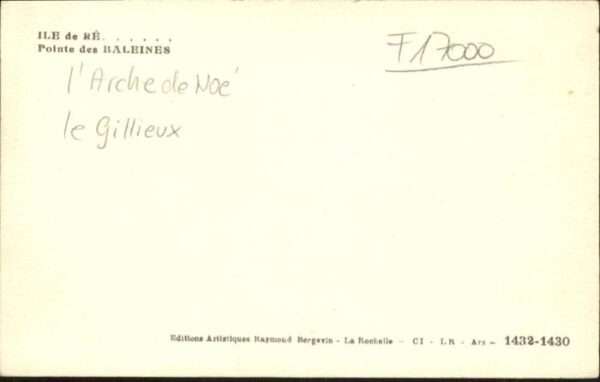 ILE de RÉ. . . . . .
Pointe des BALEINES
F17000
l'Arche de Noé
le Gillieux
Editions Artistiques Raymond Bergevin - La Rochelle - CI - LR - Ars - 1432-1430